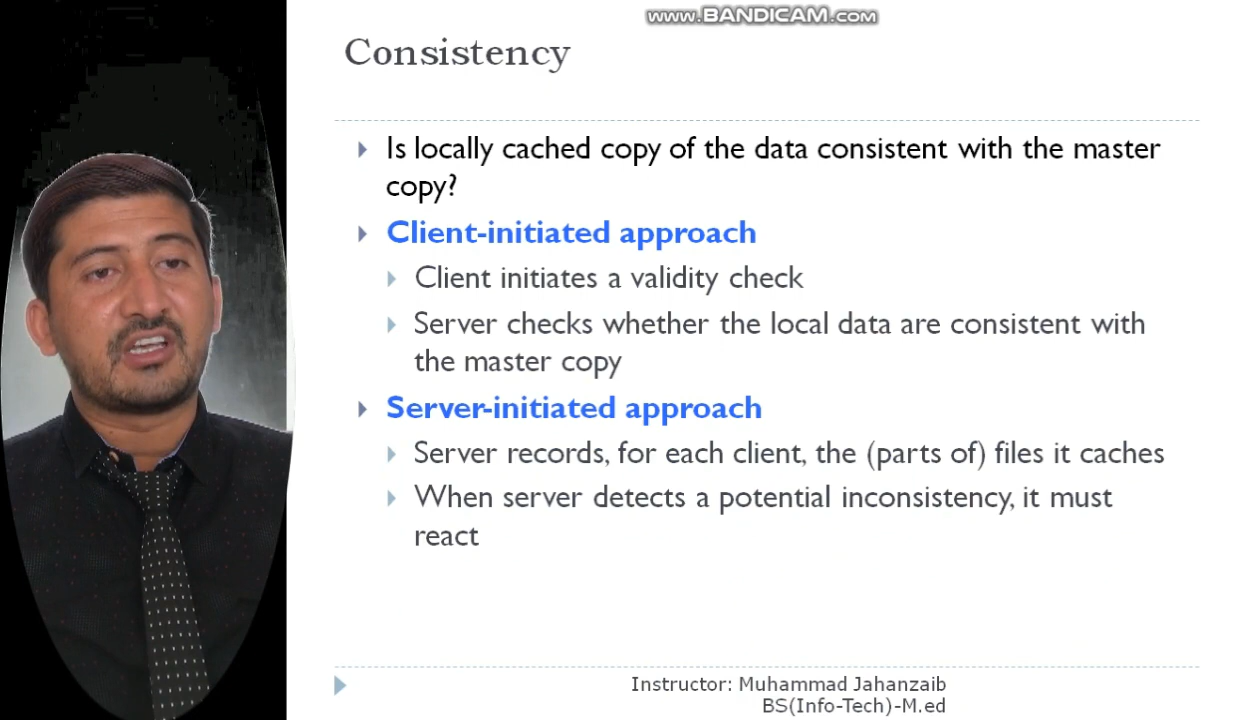 www.BANDICAM.com
Consistency
Is locally cached copy of the data consistent with the master
copy?
Client-initiated approach
Client initiates a validity check
Server checks whether the local data are consistent with
the master copy
Server-initiated approach
Server records, for each client, the (parts of) files it caches
When server detects a potential inconsistency, it must
react
Instructor: Muhammad Jahanzaib
BS(Info-Tech)-M.ed